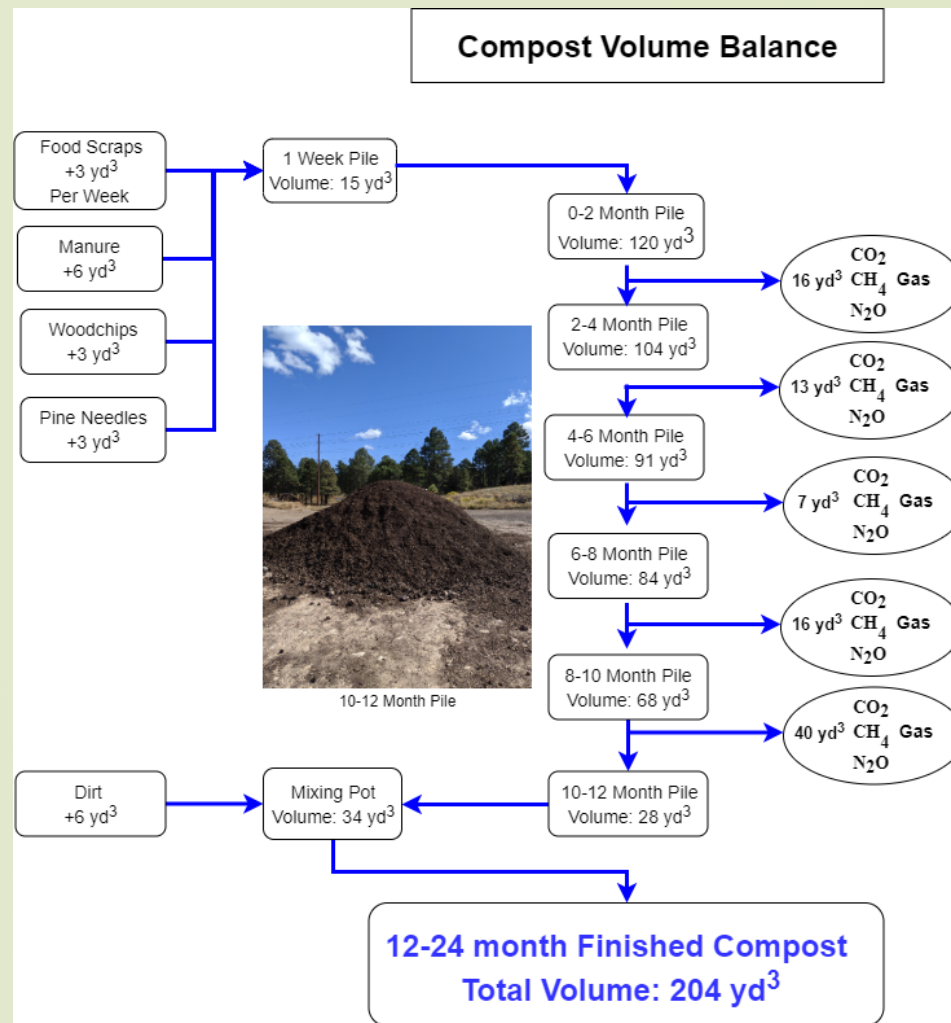 Compost Volume Balance
Food Scraps
+3 yd³
Per Week
Manure
+6 yd³
Woodchips
+3 yd³
Pine Needles
+3 yd³
1 Week Pile
Volume: 15 yd³
0-2 Month Pile
Volume: 120 yd³
CO₂
16 yd³ CH₄ Gas
N₂O
2-4 Month Pile
Volume: 104 yd³
CO₂
13 yd³ CH₄ Gas
N₂O
4-6 Month Pile
Volume: 91 yd³
CO₂
7 yd³ CH₄ Gas
N₂O
6-8 Month Pile
Volume: 84 yd³
CO₂
16 yd³ CH₄ Gas
N₂O
8-10 Month Pile
Volume: 68 yd³
CO₂
40 yd³ CH₄ Gas
N₂O
10-12 Month Pile
10-12 Month Pile
Volume: 28 yd³
Mixing Pot
Volume: 34 yd³
Dirt
+6 yd³
12-24 month Finished Compost
Total Volume: 204 yd³